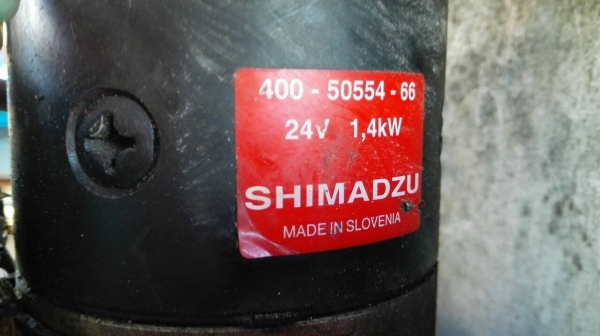 400 - 50554 - 66
24V 1,4kW
SHIMADZU
MADE IN SLOVENIA